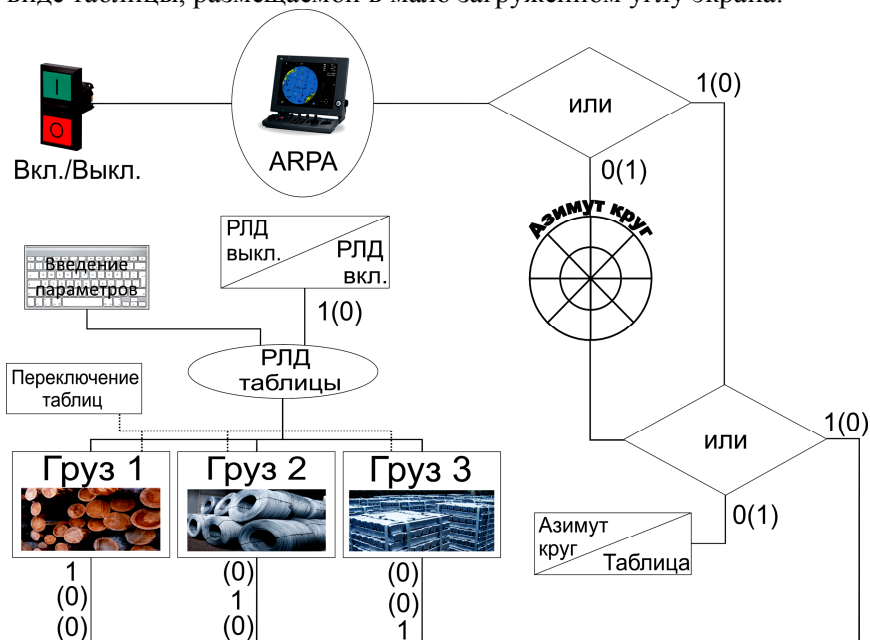 виде таблицы, размещаемой в мало загруженном углу экрана.
Вкл./Выкл.
ARPA
или
1(0)
0(1)
Азимут круг
РЛД
выкл.
РЛД
вкл.
1(0)
Введение
параметров
РЛД
таблицы
Переключение
таблиц
или
1(0)
0(1)
Азимут
круг
Таблица
Груз 1
Груз 2
Груз 3
1
(0)
(0)
(0)
1
(0)
(0)
(0)
1